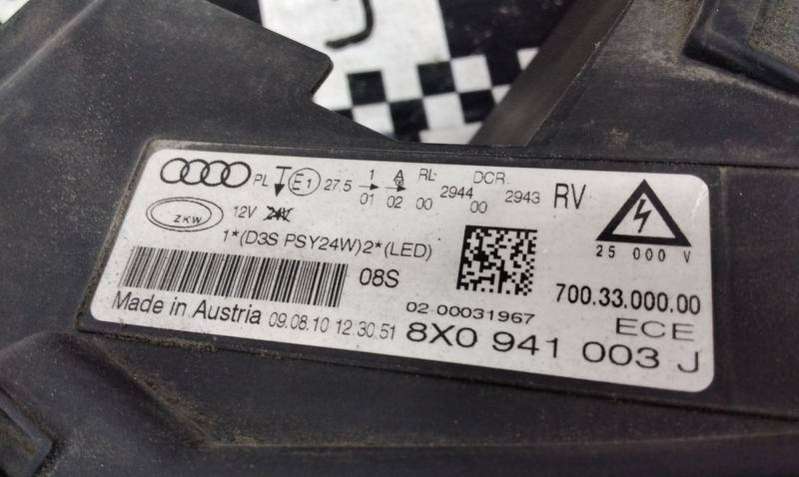 PL E1 27.5 1 A RL DCR RV
01 02 00 2944 00 2943
ZKW 12V
25 000 V
1*(D3S PSY24W)2*(LED)
08S
700.33.000.00
02 00031967
ECE
Made in Austria 09.08.10 12:30:51 8X0 941 003 J